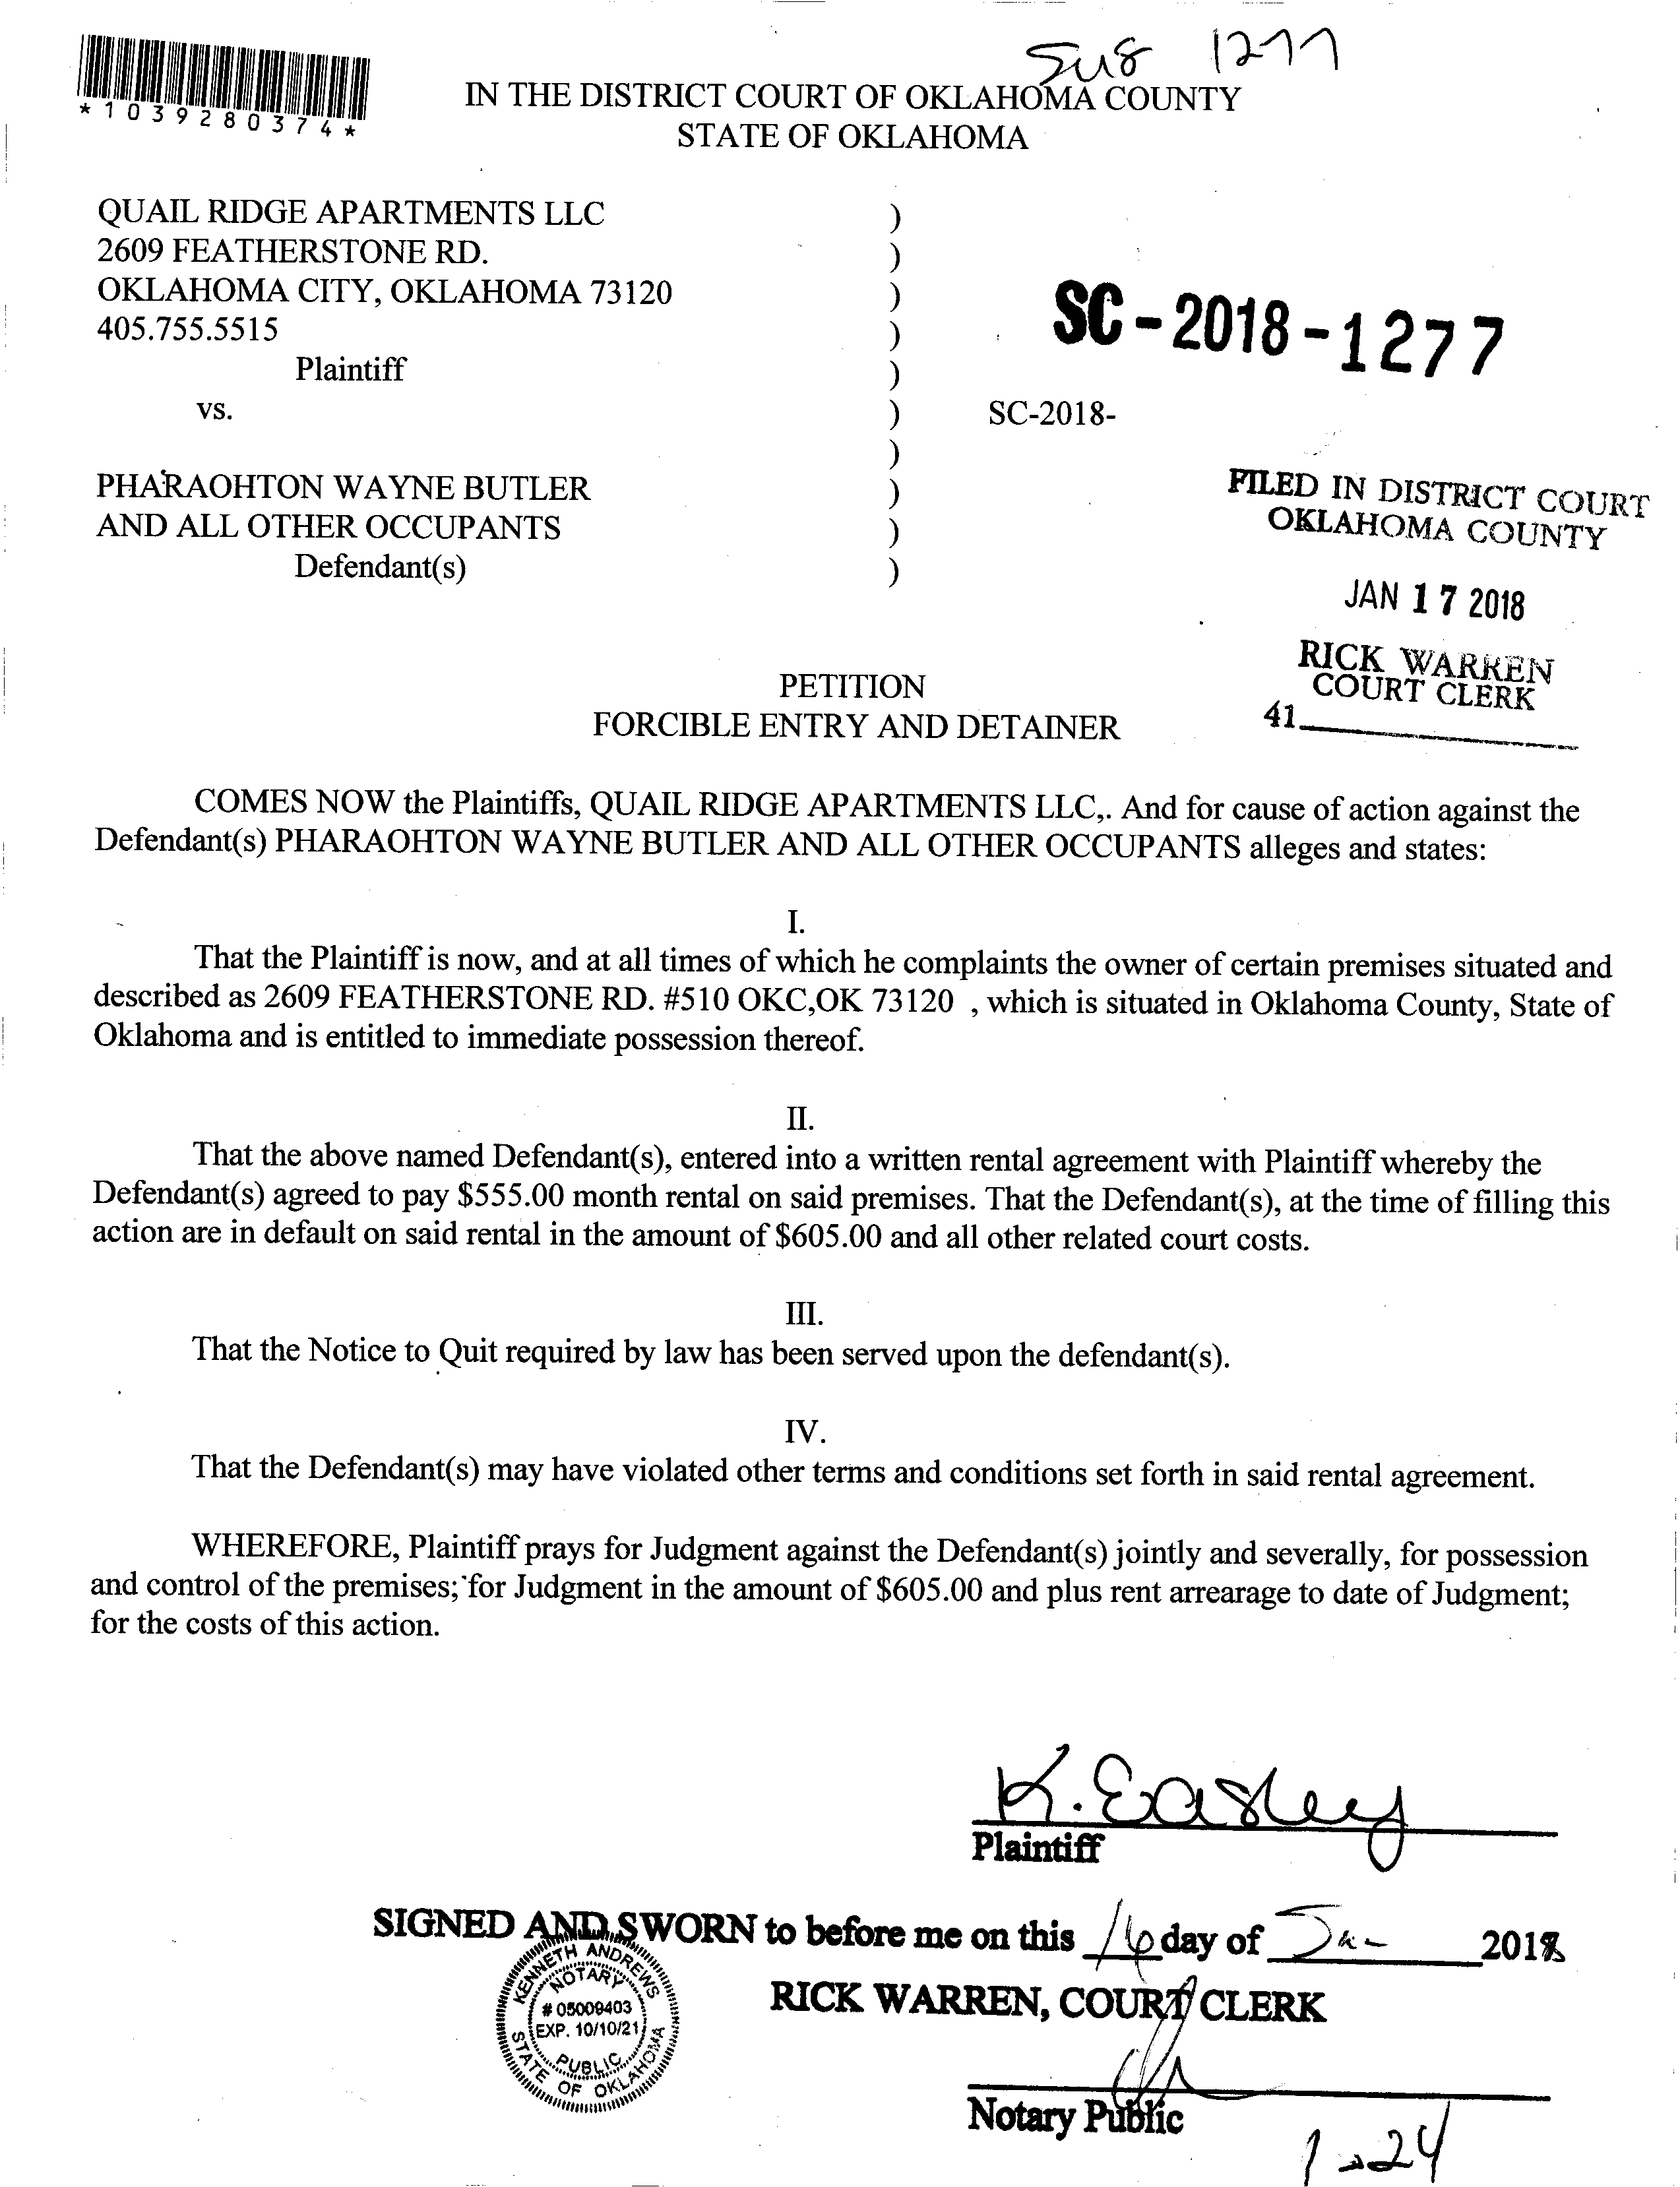 SU8 1277
*1039280374*
IN THE DISTRICT COURT OF OKLAHOMA COUNTY
STATE OF OKLAHOMA
QUAIL RIDGE APARTMENTS LLC )
2609 FEATHERSTONE RD. )
OKLAHOMA CITY, OKLAHOMA 73120 )
405.755.5515 )
SC-2018-1277
Plaintiff )
vs. ) SC-2018-
)
PHARAOHTON WAYNE BUTLER )
AND ALL OTHER OCCUPANTS )
Defendant(s) )
FILED IN DISTRICT COURT
OKLAHOMA COUNTY
JAN 17 2018
RICK WARREN
COURT CLERK
41
PETITION
FORCIBLE ENTRY AND DETAINER
COMES NOW the Plaintiffs, QUAIL RIDGE APARTMENTS LLC,. And for cause of action against the
Defendant(s) PHARAOHTON WAYNE BUTLER AND ALL OTHER OCCUPANTS alleges and states:
I.
That the Plaintiff is now, and at all times of which he complaints the owner of certain premises situated and
described as 2609 FEATHERSTONE RD. #510 OKC,OK 73120 , which is situated in Oklahoma County, State of
Oklahoma and is entitled to immediate possession thereof.
II.
That the above named Defendant(s), entered into a written rental agreement with Plaintiff whereby the
Defendant(s) agreed to pay $555.00 month rental on said premises. That the Defendant(s), at the time of filling this
action are in default on said rental in the amount of $605.00 and all other related court costs.
III.
That the Notice to Quit required by law has been served upon the defendant(s).
IV.
That the Defendant(s) may have violated other terms and conditions set forth in said rental agreement.
WHEREFORE, Plaintiff prays for Judgment against the Defendant(s) jointly and severally, for possession
and control of the premises; for Judgment in the amount of $605.00 and plus rent arrearage to date of Judgment;
for the costs of this action.
K. Easley
Plaintiff
SIGNED AND SWORN to before me on this 16 day of Jan 2018
RICK WARREN, COURT CLERK
KENNETH ANDREWS
NOTARY
# 05009403
EXP. 10/10/21
PUBLIC
STATE OF OKLAHOMA
Notary Public
1-24